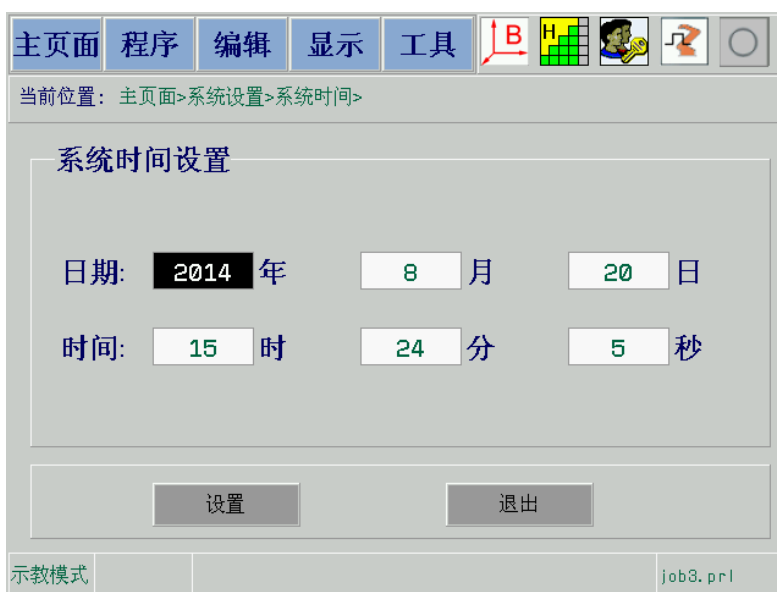 主页面 程序 编辑 显示 工具 B H
当前位置: 主页面>系统设置>系统时间>
系统时间设置
日期: 2014 年 8 月 20 日
时间: 15 时 24 分 5 秒
设置 退出
示教模式 job3.prl